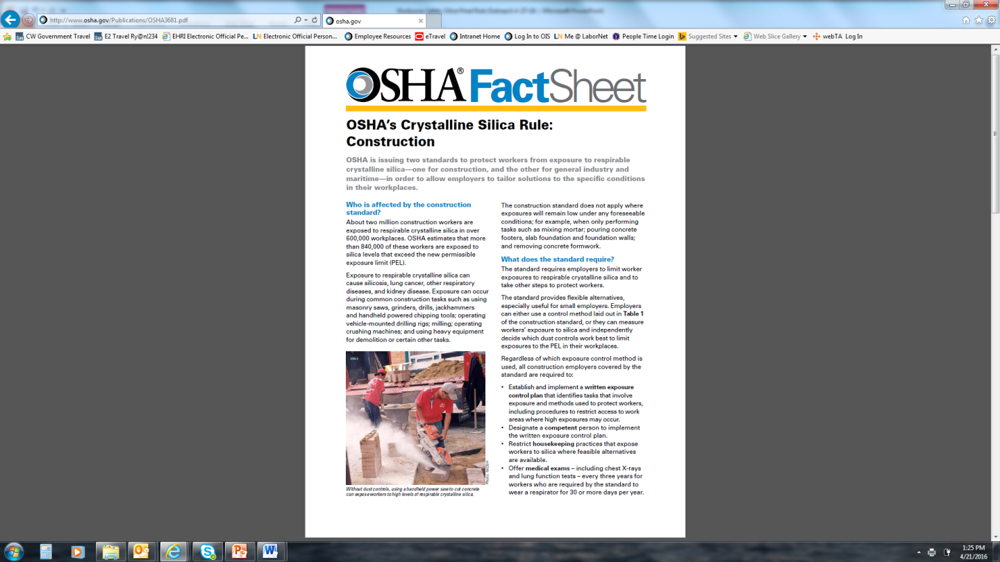 http://www.osha.gov/Publications/OSHA3681.pdf
osha.gov
CW Government Travel
E2 Travel Ry@n!234
EHRI Electronic Official Pe...
LN Electronic Official Person...
Employee Resources
eTravel
Intranet Home
Log In to OIS
LN Me @ LaborNet
People Time Login
Suggested Sites
Web Slice Gallery
webTA Log In
OSHA® FactSheet
OSHA's Crystalline Silica Rule:
Construction
OSHA is issuing two standards to protect workers from exposure to respirable
crystalline silica—one for construction, and the other for general industry and
maritime—in order to allow employers to tailor solutions to the specific conditions
in their workplaces.
Who is affected by the construction
standard?
About two million construction workers are
exposed to respirable crystalline silica in over
600,000 workplaces. OSHA estimates that more
than 840,000 of these workers are exposed to
silica levels that exceed the new permissible
exposure limit (PEL).
Exposure to respirable crystalline silica can
cause silicosis, lung cancer, other respiratory
diseases, and kidney disease. Exposure can occur
during common construction tasks such as using
masonry saws, grinders, drills, jackhammers
and handheld powered chipping tools; operating
vehicle-mounted drilling rigs; milling; operating
crushing machines; and using heavy equipment
for demolition or certain other tasks.
Photo: NIOSH
Without dust controls, using a handheld power saw to cut concrete
can expose workers to high levels of respirable crystalline silica.
The construction standard does not apply where
exposures will remain low under any foreseeable
conditions; for example, when only performing
tasks such as mixing mortar; pouring concrete
footers, slab foundation and foundation walls;
and removing concrete formwork.
What does the standard require?
The standard requires employers to limit worker
exposures to respirable crystalline silica and to
take other steps to protect workers.
The standard provides flexible alternatives,
especially useful for small employers. Employers
can either use a control method laid out in Table 1
of the construction standard, or they can measure
workers' exposure to silica and independently
decide which dust controls work best to limit
exposures to the PEL in their workplaces.
Regardless of which exposure control method is
used, all construction employers covered by the
standard are required to:
• Establish and implement a written exposure
control plan that identifies tasks that involve
exposure and methods used to protect workers,
including procedures to restrict access to work
areas where high exposures may occur.
• Designate a competent person to implement
the written exposure control plan.
• Restrict housekeeping practices that expose
workers to silica where feasible alternatives
are available.
• Offer medical exams – including chest X-rays
and lung function tests – every three years for
workers who are required by the standard to
wear a respirator for 30 or more days per year.
1:25 PM
4/21/2016